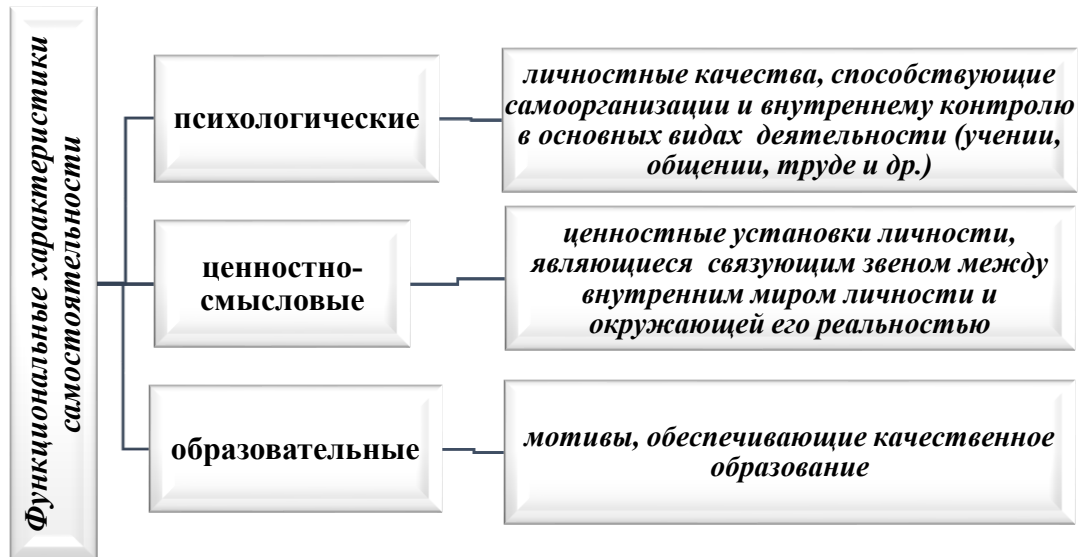 Функциональные характеристики
самостоятельности
психологические
личностные качества, способствующие
самоорганизации и внутреннему контролю
в основных видах деятельности (учении,
общении, труде и др.)
ценностно-
смысловые
ценностные установки личности,
являющиеся связующим звеном между
внутренним миром личности и
окружающей его реальностью
образовательные
мотивы, обеспечивающие качественное
образование